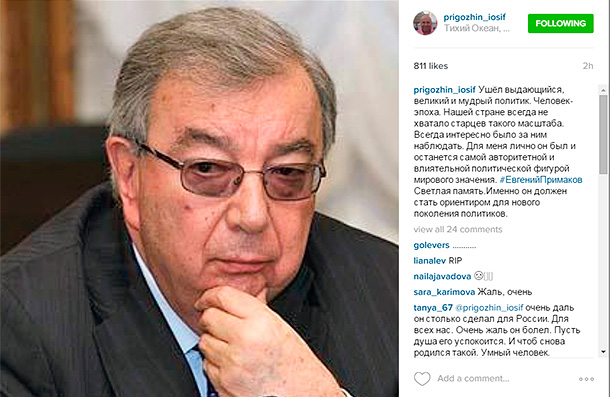 prigozhin_iosif
FOLLOWING
Тихий Океан, ...
811 likes
2h
prigozhin_iosif Ушёл выдающийся,
великий и мудрый политик. Человек-
эпоха. Нашей стране всегда не
хватало старцев такого масштаба.
Всегда интересно было за ним
наблюдать. Для меня лично он был и
останется самой авторитетной и
влиятельной политической фигурой
мирового значения. #ЕвгенийПримаков
Светлая память.Именно он должен
стать ориентиром для нового
поколения политиков.
view all 24 comments
golevers ............
lianalev RIP
nailajavadova
sara_karimova Жаль, очень
tanya_67 @prigozhin_iosif очень даль
он столько сделал для России. Для
всех нас. Очень жаль он болел. Пусть
душа его успокоится. И чтоб снова
родился такой. Умный человек.
Add a comment...